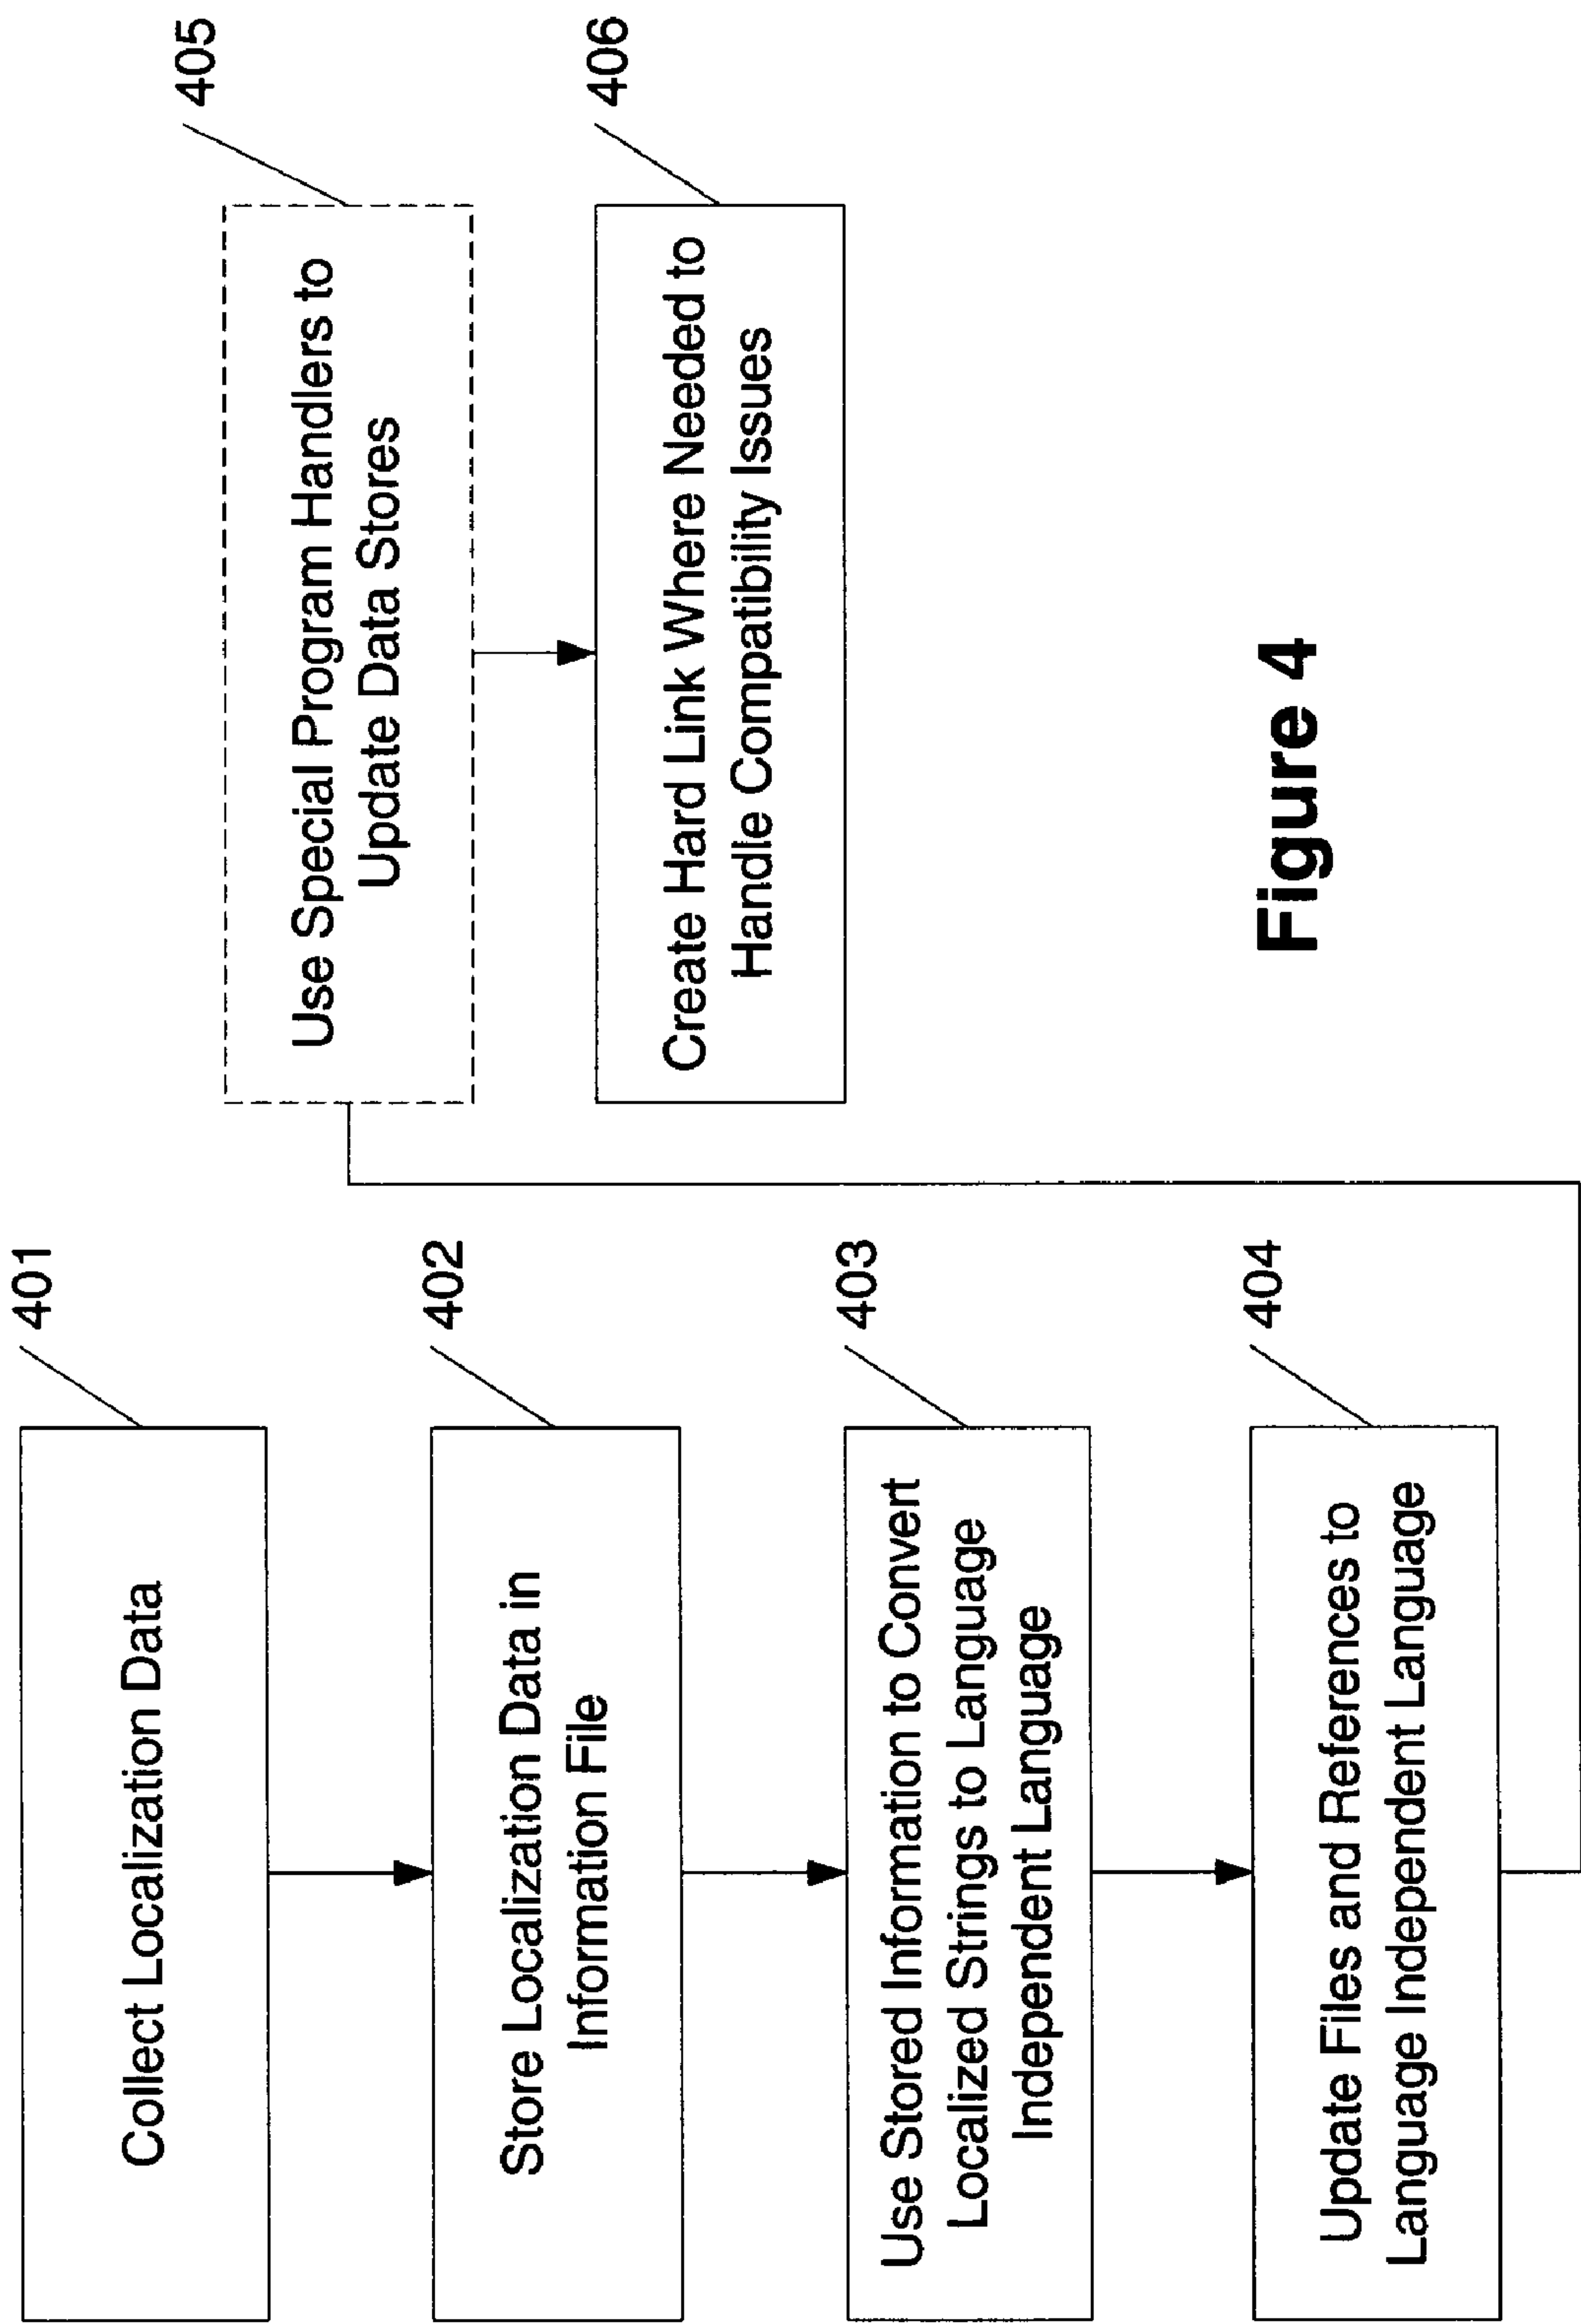 401
Collect Localization Data
402
Store Localization Data in
Information File
403
Use Stored Information to Convert
Localized Strings to Language
Independent Language
404
Update Files and References to
Language Independent Language
405
Use Special Program Handlers to
Update Data Stores
406
Create Hard Link Where Needed to
Handle Compatibility Issues
Figure 4